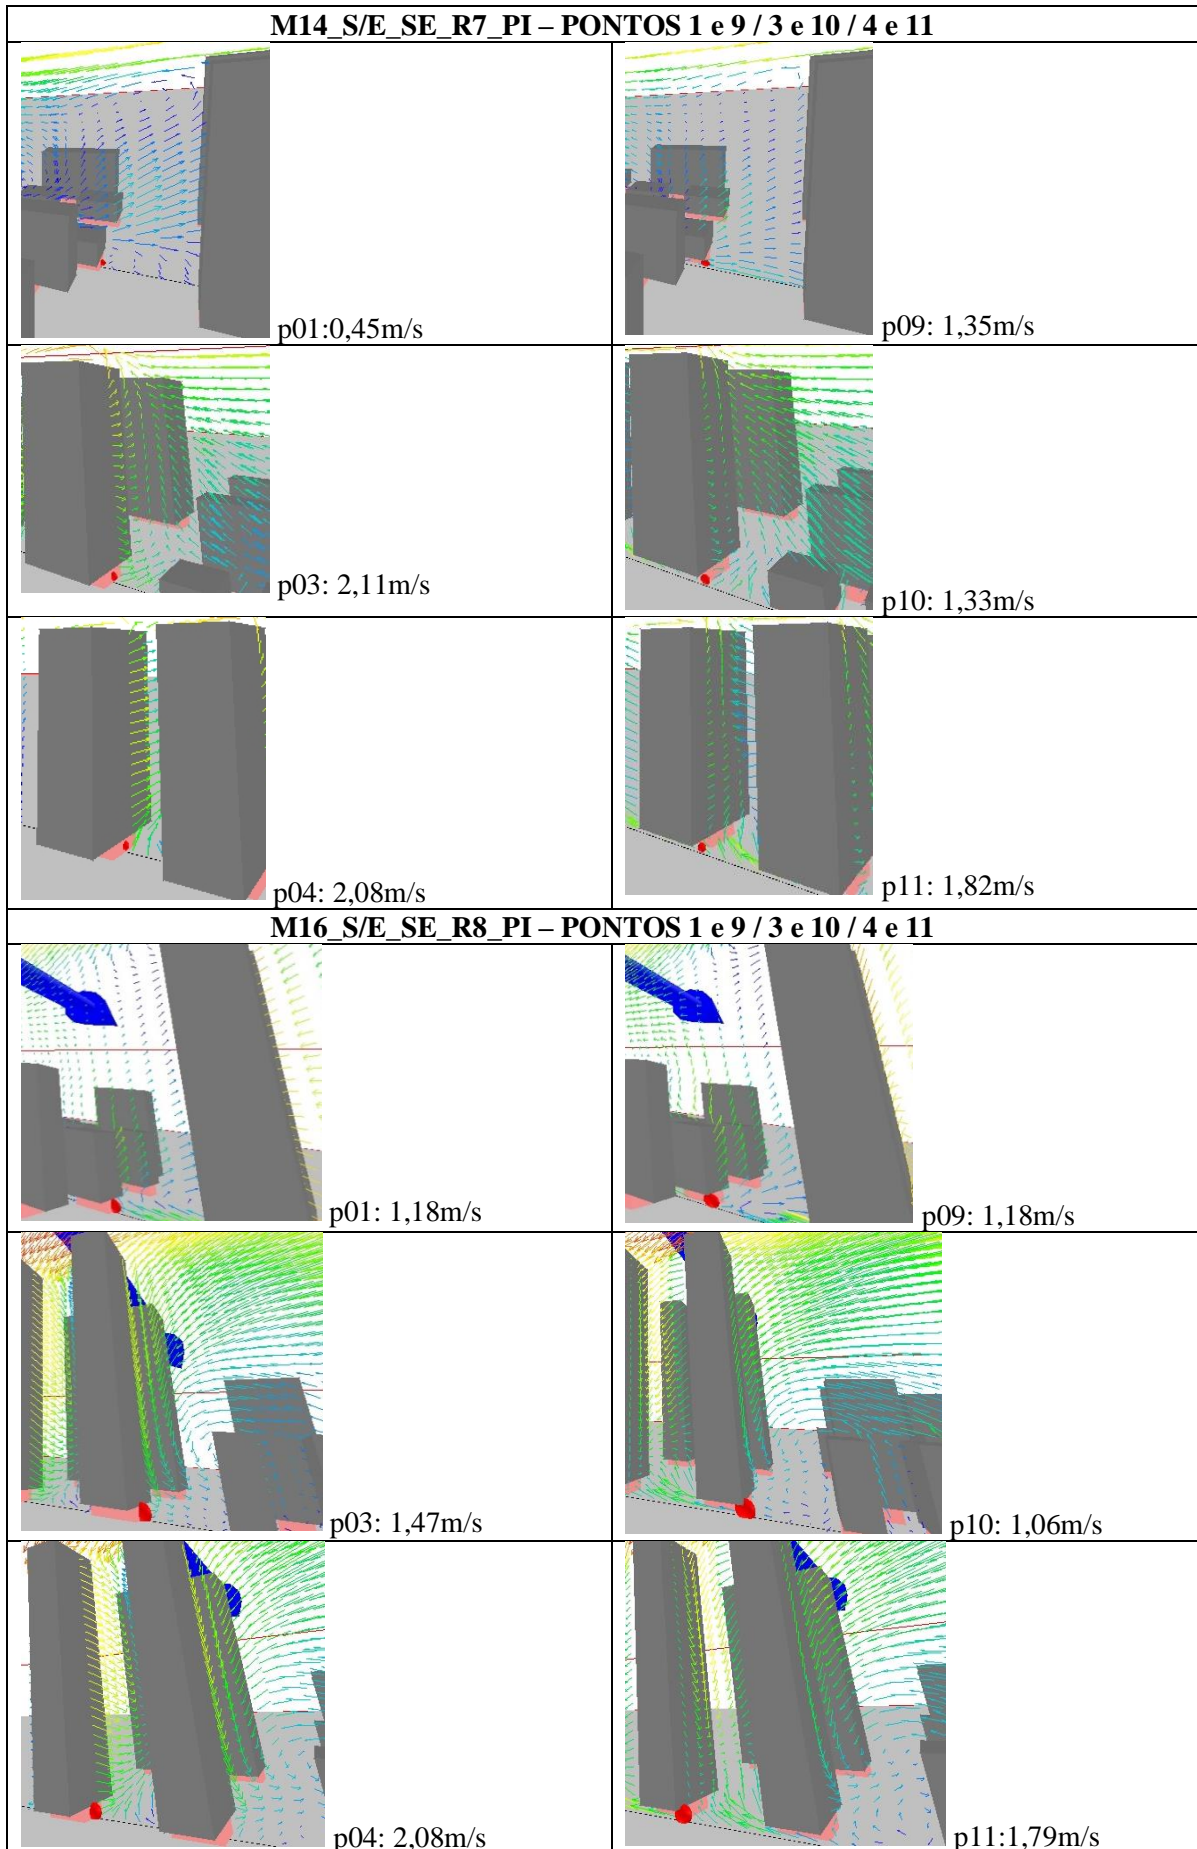 M14_S/E_SE_R7_PI – PONTOS 1 e 9 / 3 e 10 / 4 e 11
p01:0,45m/s
p09: 1,35m/s
p03: 2,11m/s
p10: 1,33m/s
p04: 2,08m/s
p11: 1,82m/s
M16_S/E_SE_R8_PI – PONTOS 1 e 9 / 3 e 10 / 4 e 11
p01: 1,18m/s
p09: 1,18m/s
p03: 1,47m/s
p10: 1,06m/s
p04: 2,08m/s
p11:1,79m/s